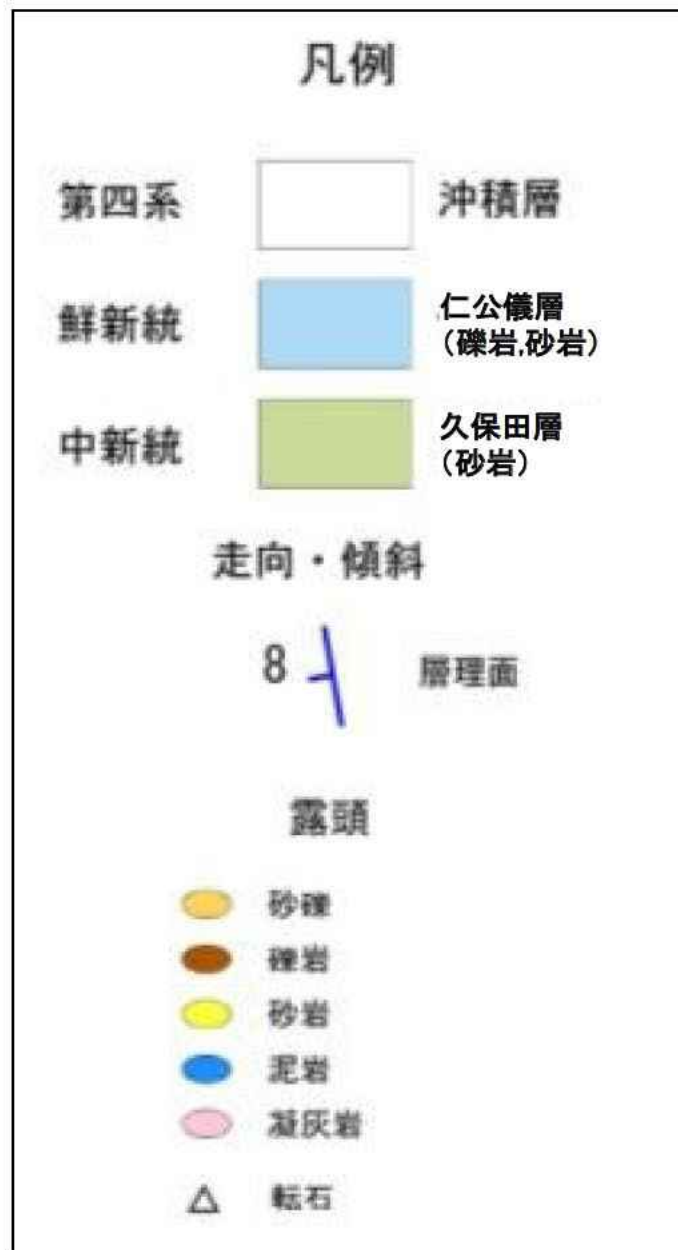 凡例
第四系 沖積層
鮮新統 仁公儀層
(礫岩,砂岩)
中新統 久保田層
(砂岩)
走向・傾斜
8 層理面
露頭
砂礫
礫岩
砂岩
泥岩
凝灰岩
転石